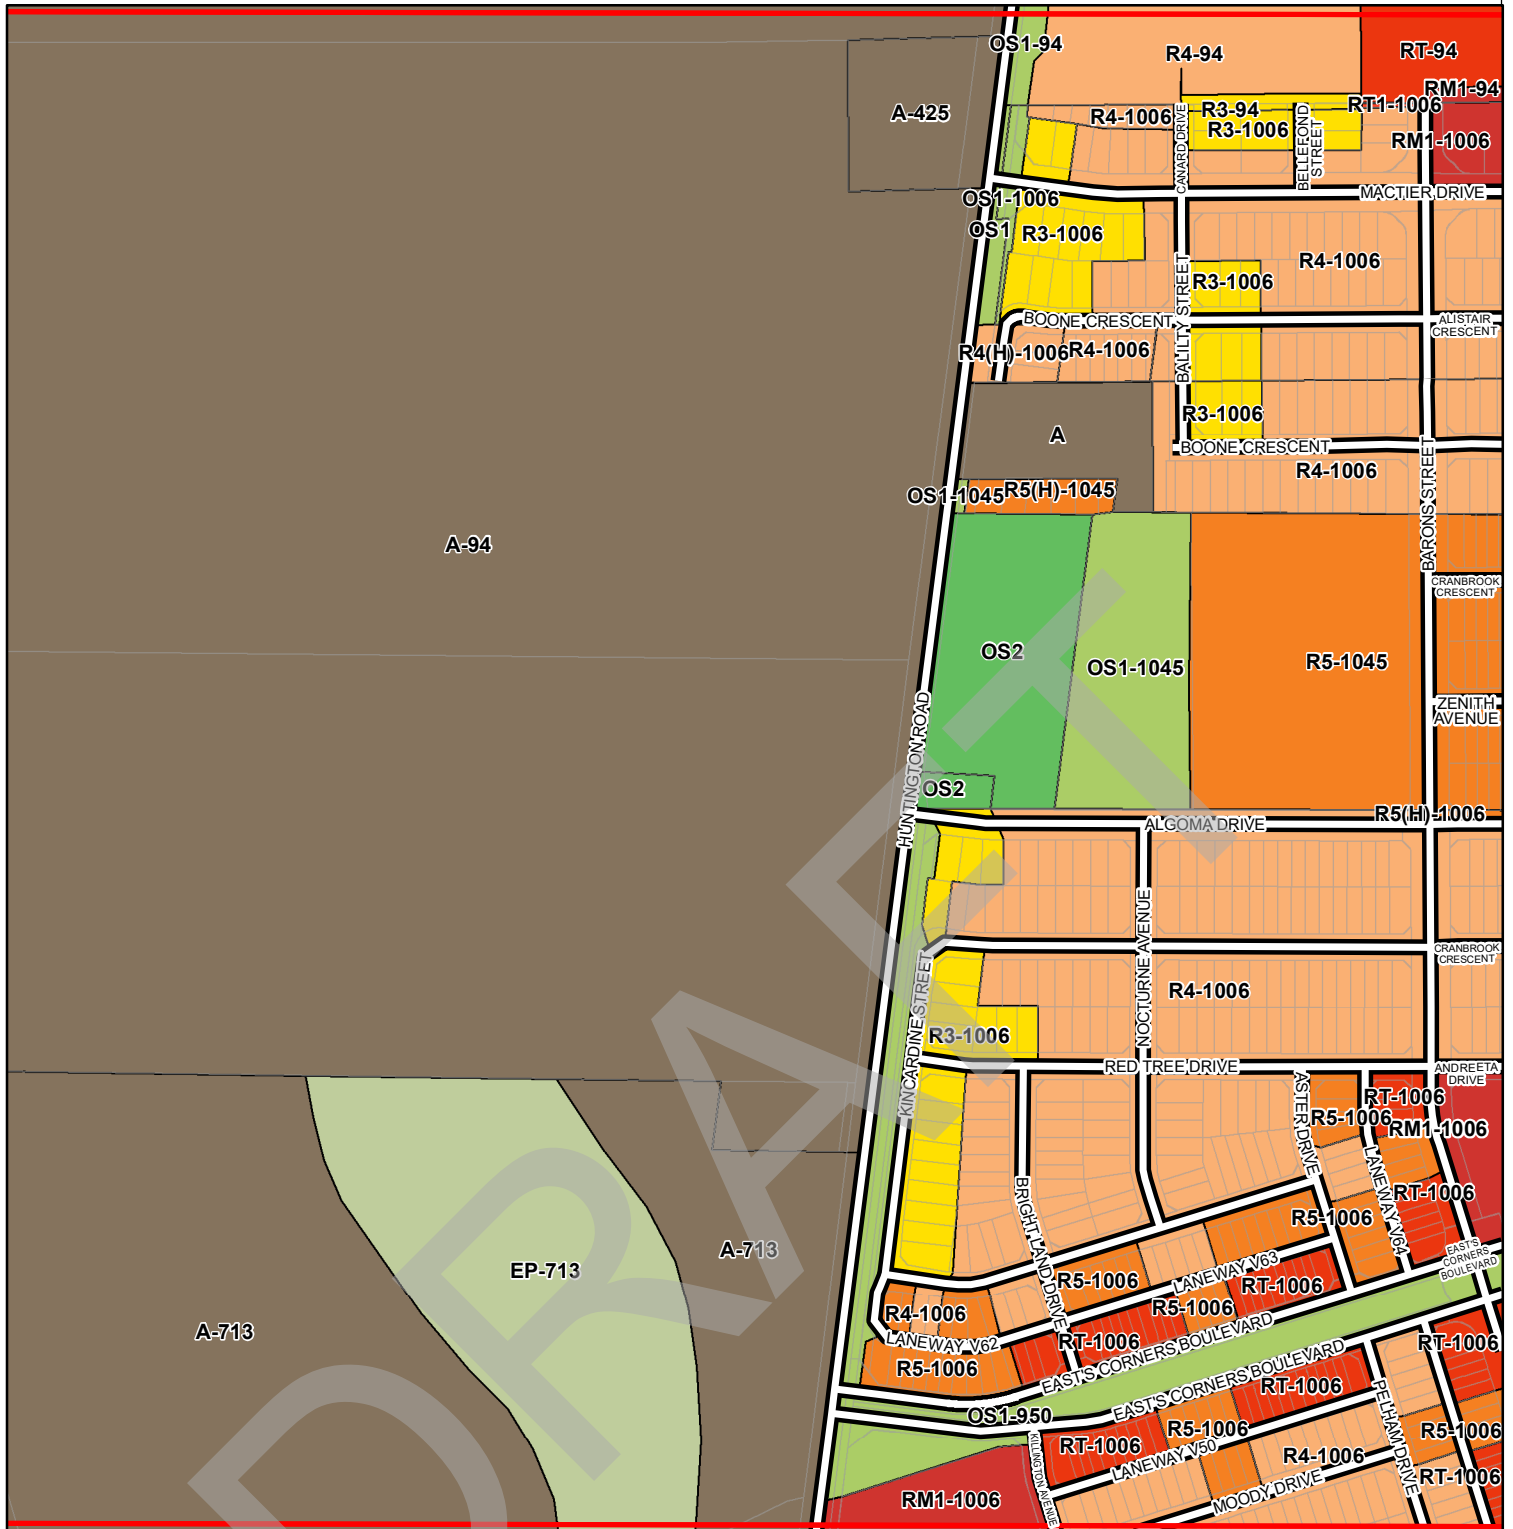 OS1-94
R4-94
RT-94
RM1-94
A-425
R4-1006
R3-94
RT1-1006
R3-1006
RM1-1006
CANARD DRIVE
BELLEFOND
STREET
MACTIER DRIVE
OS1-1006
OS1
R3-1006
R4-1006
R3-1006
BALILTY STREET
BOONE CRESCENT
ALISTAIR
CRESCENT
R4(H)-1006
R4-1006
R3-1006
A
BOONE CRESCENT
R4-1006
BARONS STREET
OS1-1045
R5(H)-1045
A-94
CRANBROOK
CRESCENT
OS2
OS1-1045
R5-1045
ZENITH
AVENUE
HUNTINGTON ROAD
OS2
R5(H)-1006
ALGOMA DRIVE
NOCTURNE AVENUE
CRANBROOK
CRESCENT
KINCARDINE STREET
R4-1006
R3-1006
RED TREE DRIVE
ANDREETA
DRIVE
ASTER DRIVE
RT-1006
R5-1006
RM1-1006
LANEWAY V64
BRIGHT LAND DRIVE
RT-1006
R5-1006
A-713
EP-713
EAST'S
CORNERS
BOULEVARD
LANEWAY V63
R5-1006
RT-1006
R5-1006
A-713
R4-1006
LANEWAY V62
RT-1006
RT-1006
EAST'S CORNERS BOULEVARD
R5-1006
EAST'S CORNERS BOULEVARD
RT-1006
PELHAM DRIVE
OS1-950
R5-1006
R5-1006
KILLINGTON AVENUE
RT-1006
LANEWAY V50
R4-1006
RT-1006
MOODY DRIVE
RM1-1006
DRAFT